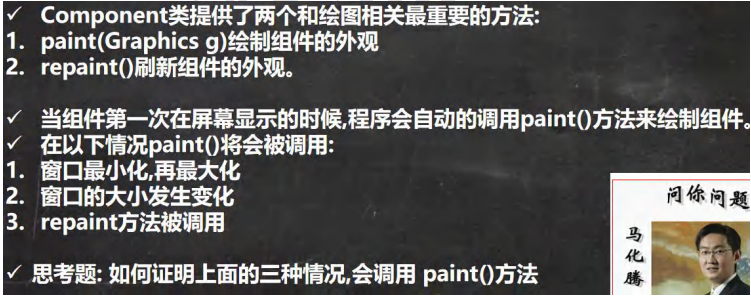 ✓ Component类提供了两个和绘图相关最重要的方法:
1. paint(Graphics g)绘制组件的外观
2. repaint()刷新组件的外观。
✓ 当组件第一次在屏幕显示的时候,程序会自动的调用paint()方法来绘制组件。
✓ 在以下情况paint()将会被调用:
1. 窗口最小化,再最大化
2. 窗口的大小发生变化
3. repaint方法被调用
✓ 思考题: 如何证明上面的三种情况,会调用 paint()方法
问你问题
马化腾